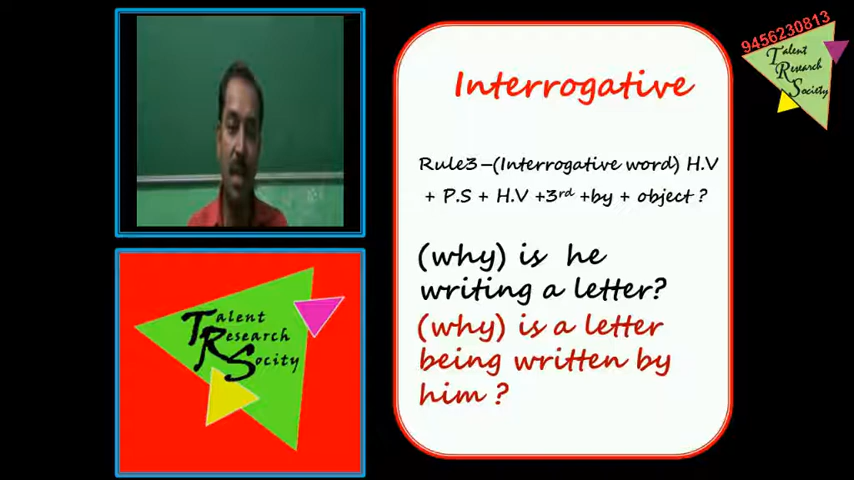 Interrogative
Rule3-(Interrogative word) H.V
+ P.S + H.V +3rd +by + object ?
(why) is he
writing a letter?
(why) is a letter
being written by
him ?
9456230813
Talent
Research
Society
Talent
Research
Socity